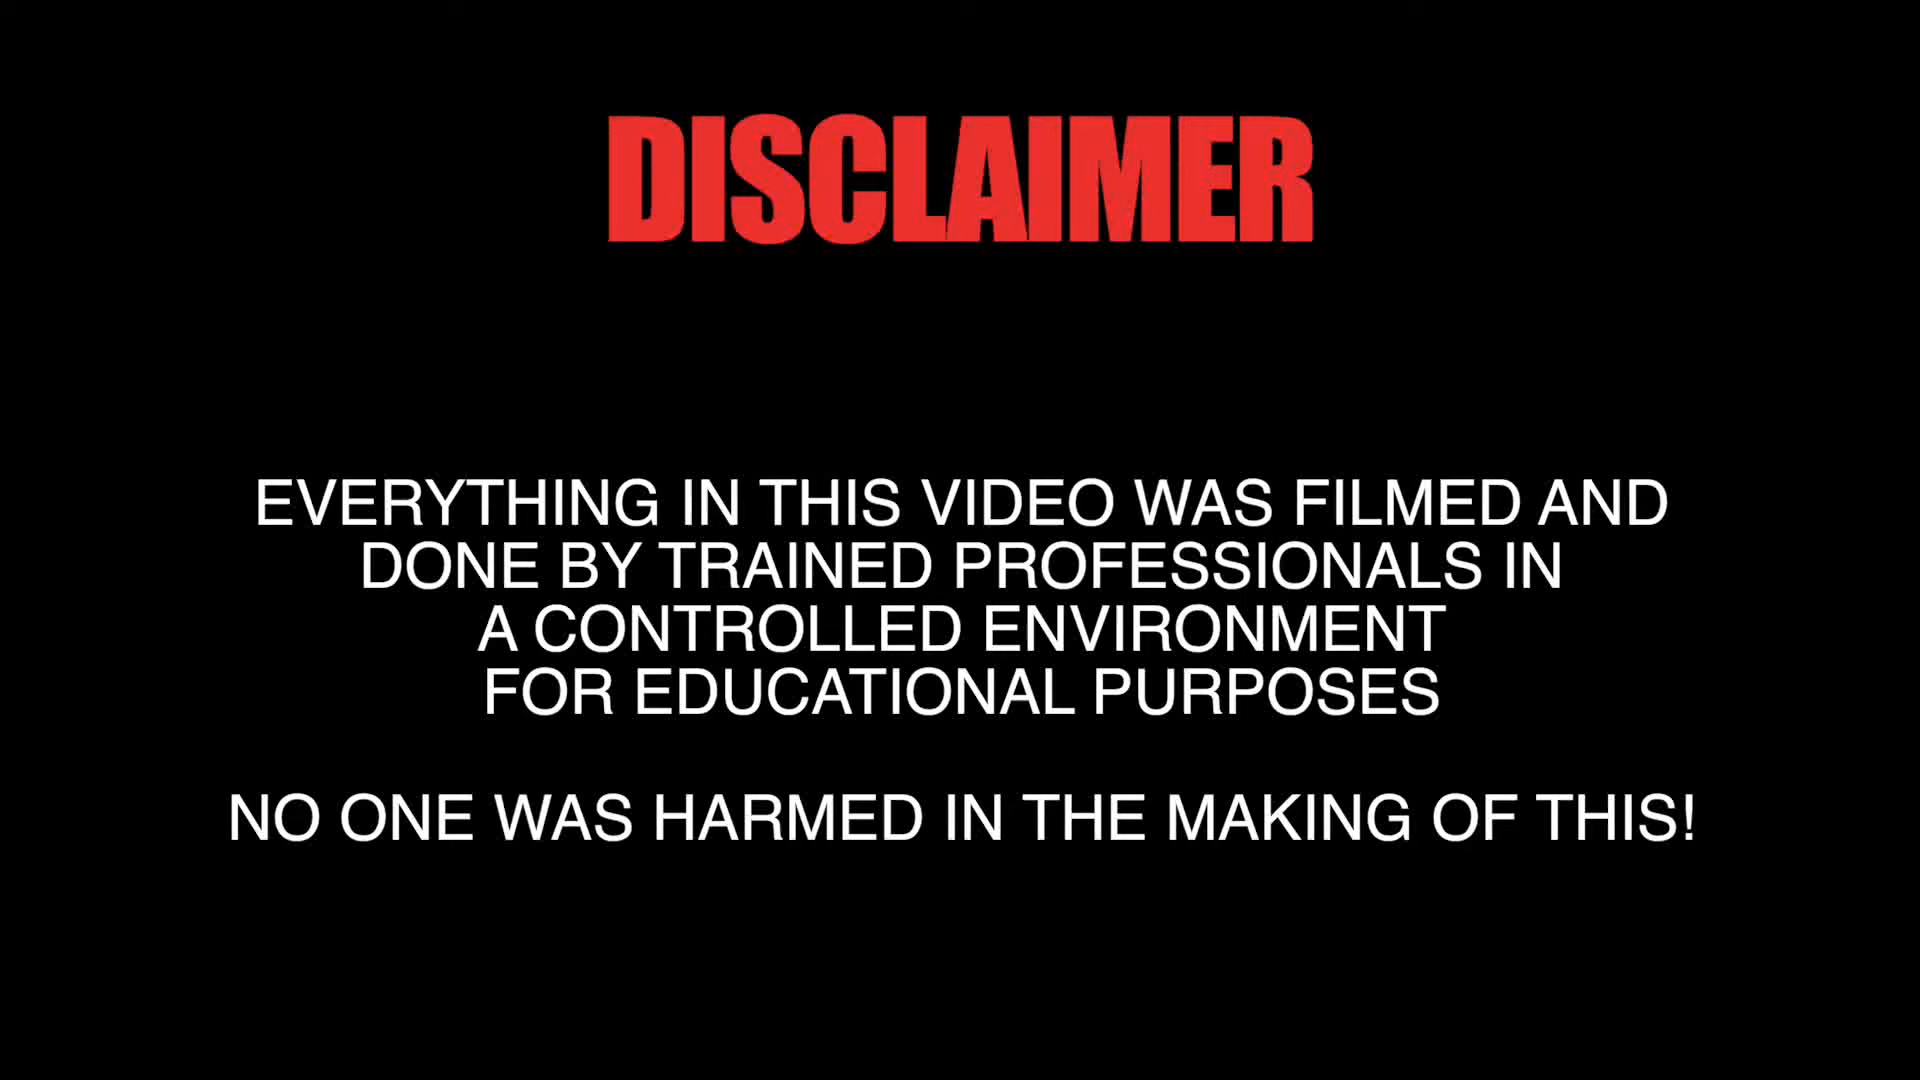 DISCLAIMER
EVERYTHING IN THIS VIDEO WAS FILMED AND
DONE BY TRAINED PROFESSIONALS IN
A CONTROLLED ENVIRONMENT
FOR EDUCATIONAL PURPOSES
NO ONE WAS HARMED IN THE MAKING OF THIS!